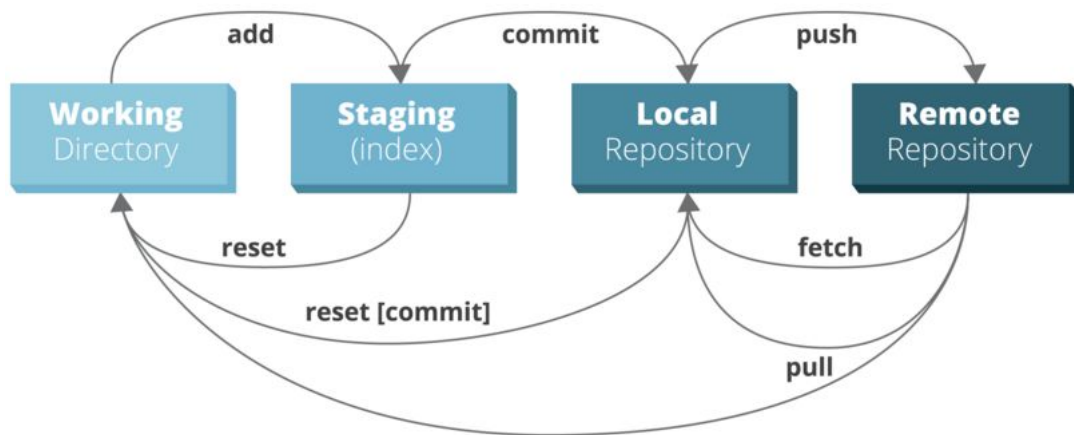 add
commit
push
Working
Directory
Staging
(index)
Local
Repository
Remote
Repository
reset
fetch
reset [commit]
pull